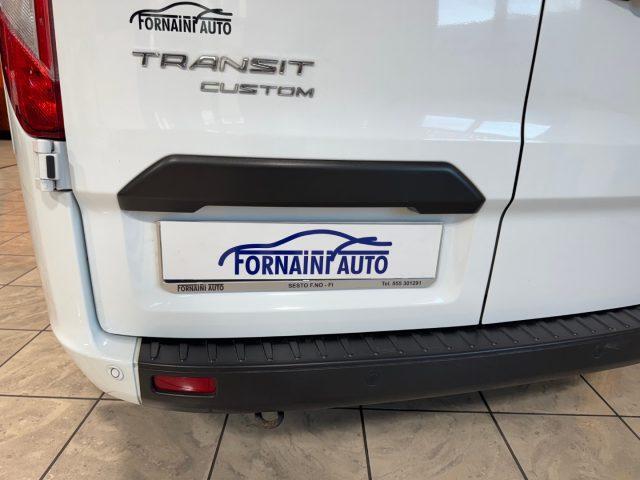 FORNAINI AUTO
TRANSIT
CUSTOM
FORNAINI AUTO
FORNAINI AUTO SESTO F.NO - FI Tel. 055 301291